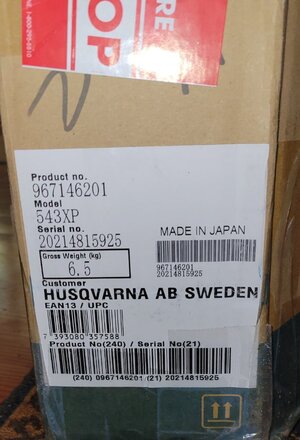 RE
OP
Product no.
967146201
Model
543XP
Serial no.
20214815925
MADE IN JAPAN
Gross Weight (kg)
6.5
967146201
20214815925
Customer
HUSQVARNA AB SWEDEN
EAN13 / UPC
7 393080 357588
Product No(240) / Serial No(21)
(240) 0967146201 (21) 20214815925